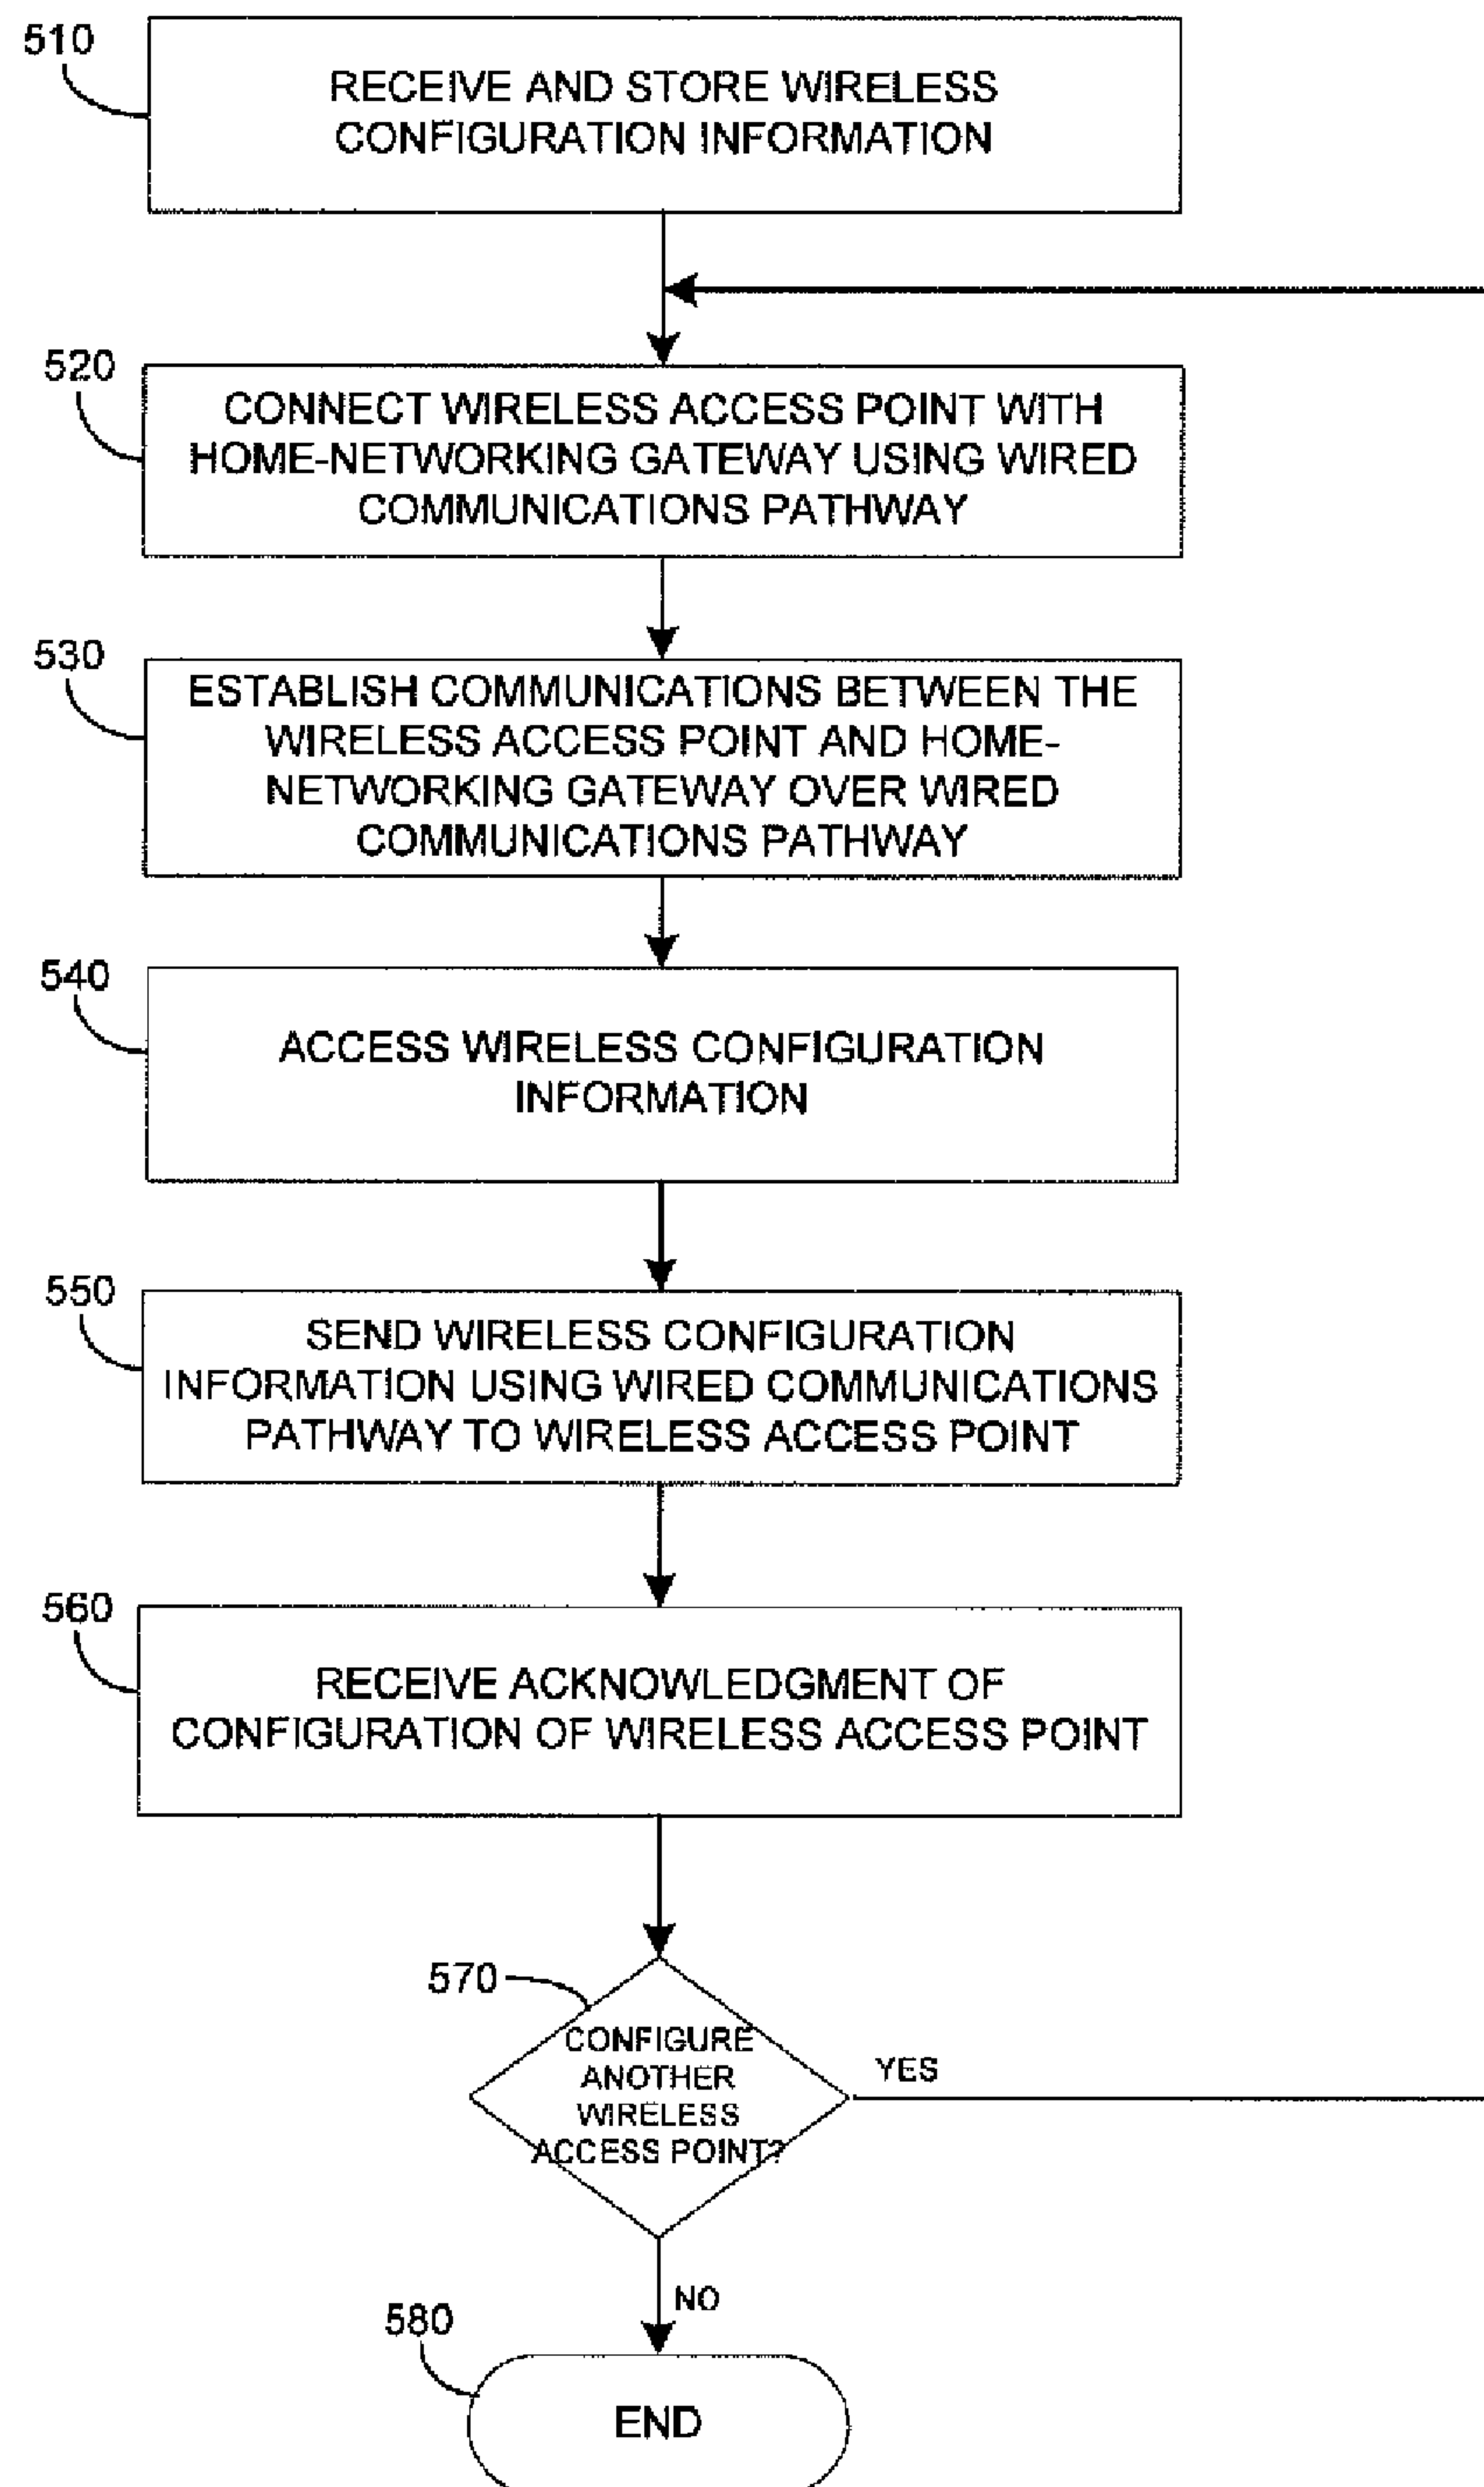 510
RECEIVE AND STORE WIRELESS
CONFIGURATION INFORMATION
520
CONNECT WIRELESS ACCESS POINT WITH
HOME-NETWORKING GATEWAY USING WIRED
COMMUNICATIONS PATHWAY
530
ESTABLISH COMMUNICATIONS BETWEEN THE
WIRELESS ACCESS POINT AND HOME-
NETWORKING GATEWAY OVER WIRED
COMMUNICATIONS PATHWAY
540
ACCESS WIRELESS CONFIGURATION
INFORMATION
550
SEND WIRELESS CONFIGURATION
INFORMATION USING WIRED COMMUNICATIONS
PATHWAY TO WIRELESS ACCESS POINT
560
RECEIVE ACKNOWLEDGMENT OF
CONFIGURATION OF WIRELESS ACCESS POINT
570
CONFIGURE
ANOTHER
WIRELESS
ACCESS POINT?
YES
NO
580
END